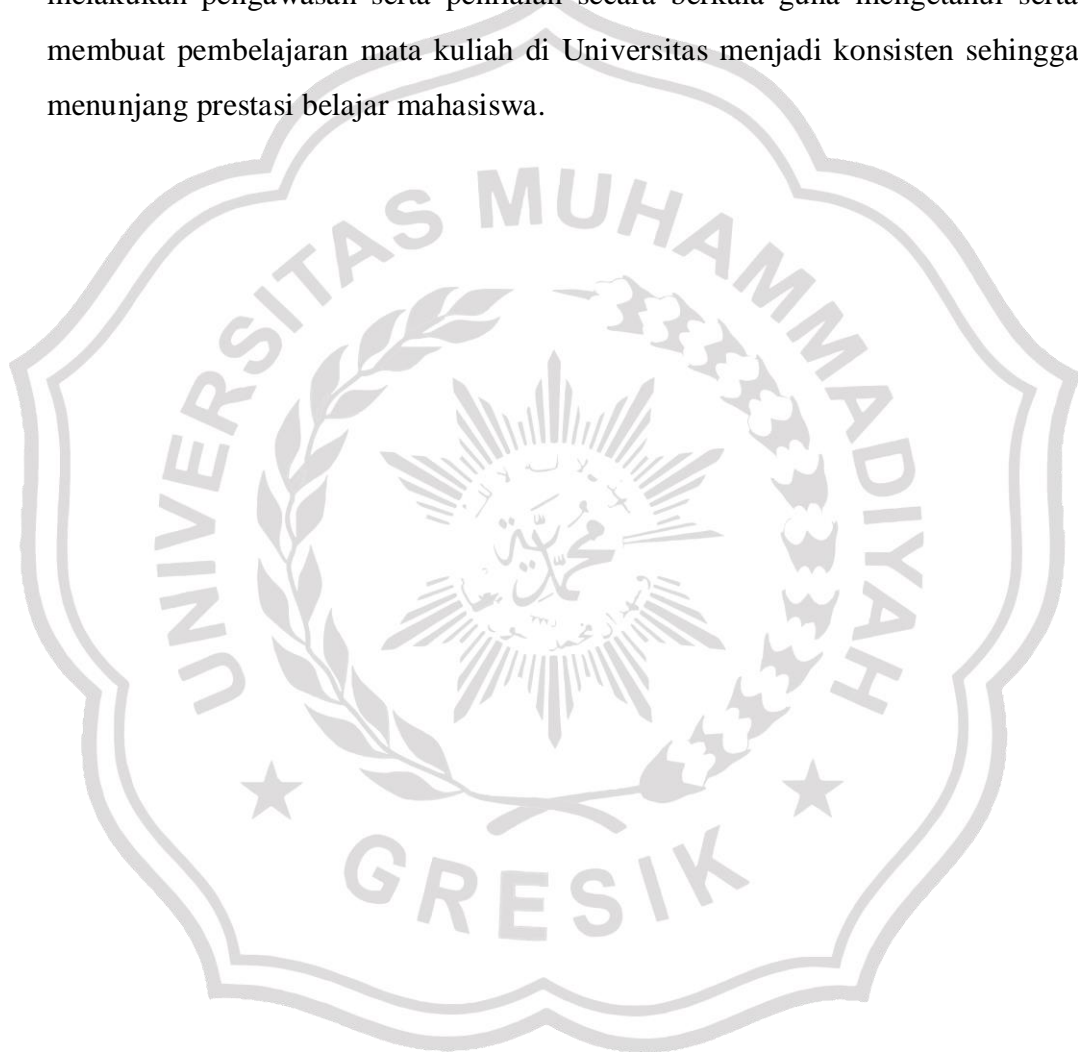 melakukan pengawasan serta penilaian secara berkala guna mengetahui serta
membuat pembelajaran mata kuliah di Universitas menjadi konsisten sehingga
menunjang prestasi belajar mahasiswa.
UNIVERSITAS MUHAMMADIYAH
محمدية
GRESIK